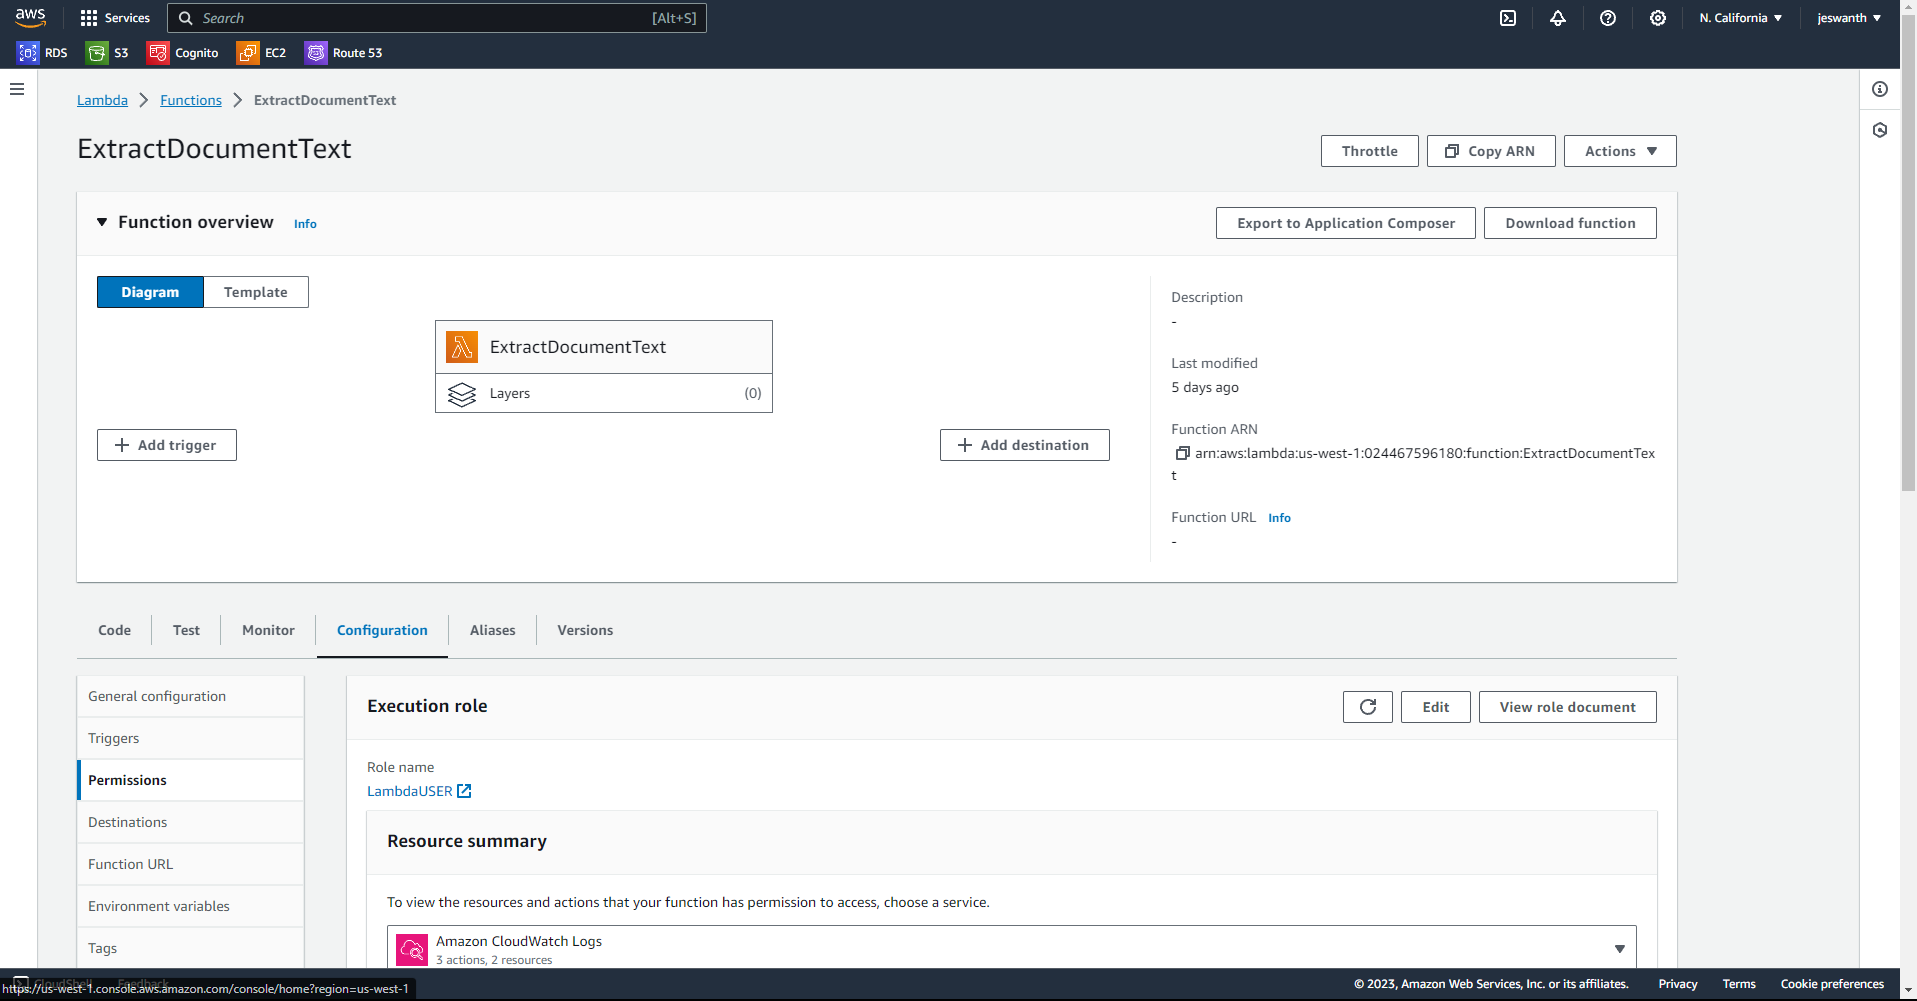 aws
Services
Search
[Alt+S]
N. California
jeswanth
RDS
S3
Cognito
EC2
Route 53
Lambda
Functions
ExtractDocumentText
ExtractDocumentText
Throttle
Copy ARN
Actions
Function overview
Info
Export to Application Composer
Download function
Diagram
Template
ExtractDocumentText
Layers
(0)
Add trigger
Add destination
Description
-
Last modified
5 days ago
Function ARN
arn:aws:lambda:us-west-1:024467596180:function:ExtractDocumentTex
t
Function URL
Info
-
Code
Test
Monitor
Configuration
Aliases
Versions
General configuration
Triggers
Permissions
Destinations
Function URL
Environment variables
Tags
Execution role
Edit
View role document
Role name
LambdaUSER
Resource summary
To view the resources and actions that your function has permission to access, choose a service.
Amazon CloudWatch Logs
3 actions, 2 resources
CloudShell
Feedback
https://us-west-1.console.aws.amazon.com/console/home?region=us-west-1
© 2023, Amazon Web Services, Inc. or its affiliates.
Privacy
Terms
Cookie preferences